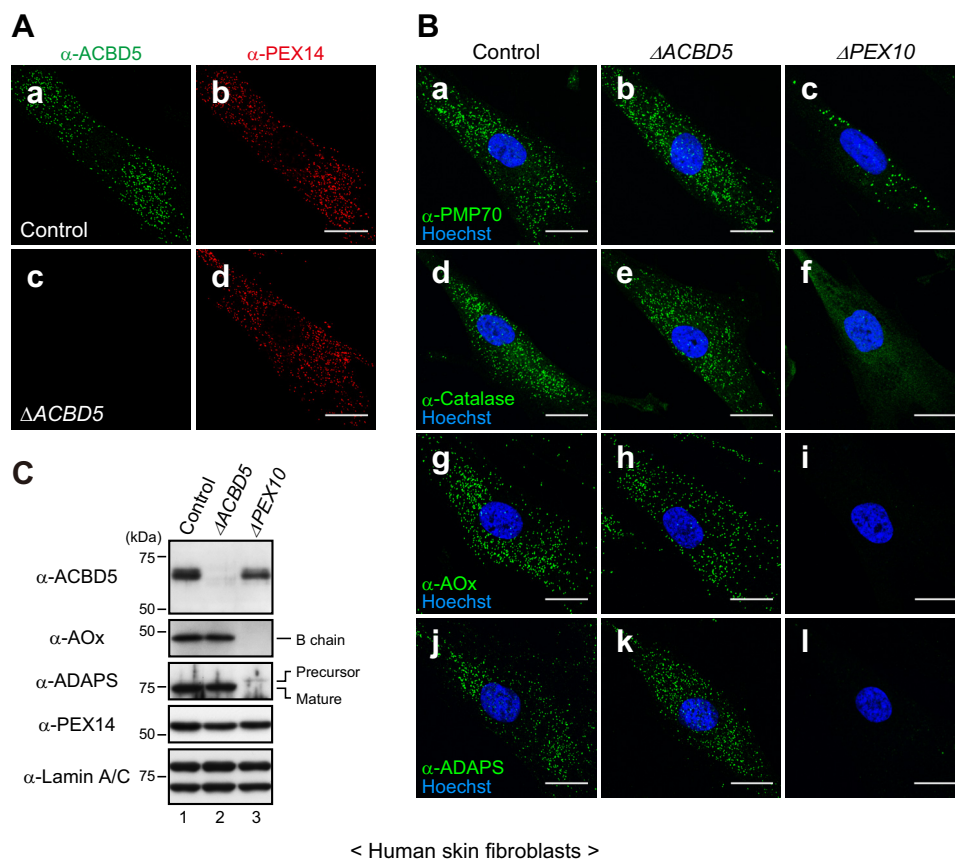 A
α-ACBD5 α-PEX14
a b
Control
c d
ΔACBD5
B
Control ΔACBD5 ΔPEX10
a b c
α-PMP70
Hoechst
d e f
α-Catalase
Hoechst
g h i
α-AOx
Hoechst
j k l
α-ADAPS
Hoechst
C
Control ΔACBD5 ΔPEX10
(kDa)
75
α-ACBD5
50
50
α-AOx B chain
Precursor
α-ADAPS 75
Mature
α-PEX14
50
α-Lamin A/C 75
1 2 3
< Human skin fibroblasts >